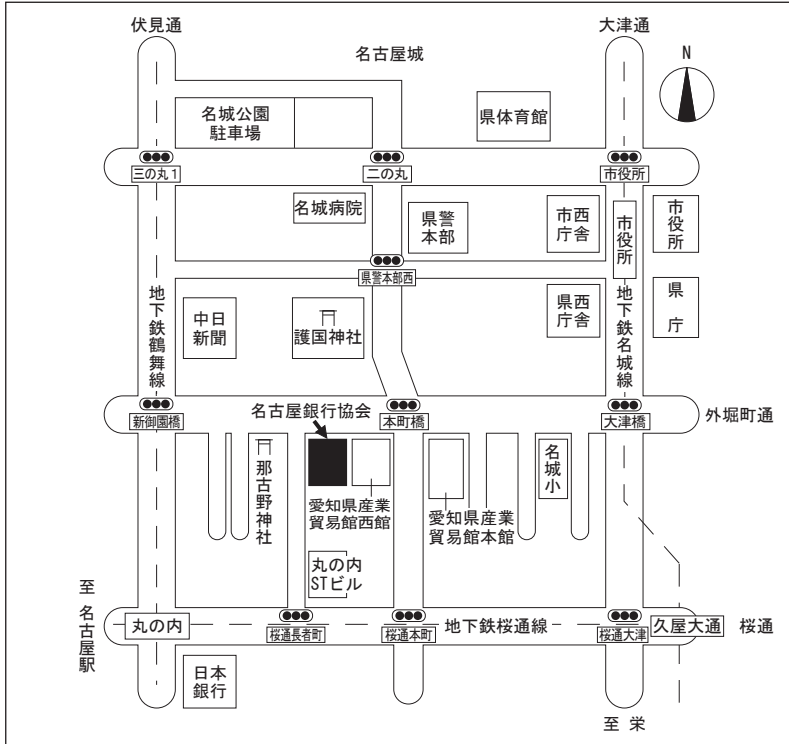 伏見通
大津通
名古屋城
N
名城公園
駐車場
県体育館
三の丸1
二の丸
市役所
名城病院
県警
本部
市西
庁舎
市役所
市役所
県警本部西
地下鉄鶴舞線
中日
新聞
護国神社
県西
庁舎
地下鉄名城線
県庁
新御園橋
名古屋銀行協会
本町橋
大津橋
外堀町通
那古野神社
愛知県産業
貿易館西館
愛知県産業
貿易館本館
名城小
丸の内
STビル
至名古屋駅
丸の内
桜通長者町
桜通本町
地下鉄桜通線
桜通大津
久屋大通
桜通
日本
銀行
至 栄